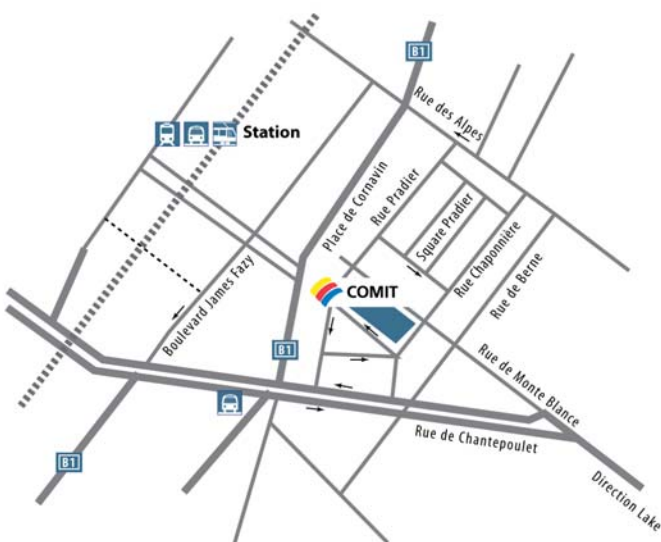 B1
Rue des Alpes
Station
Place de Cornavin
Rue Pradier
Square Pradier
Rue Chaponnière
Rue de Berne
Boulevard James Fazy
COMIT
B1
Rue de Monte Blance
B1
Rue de Chantepoulet
Direction Lake